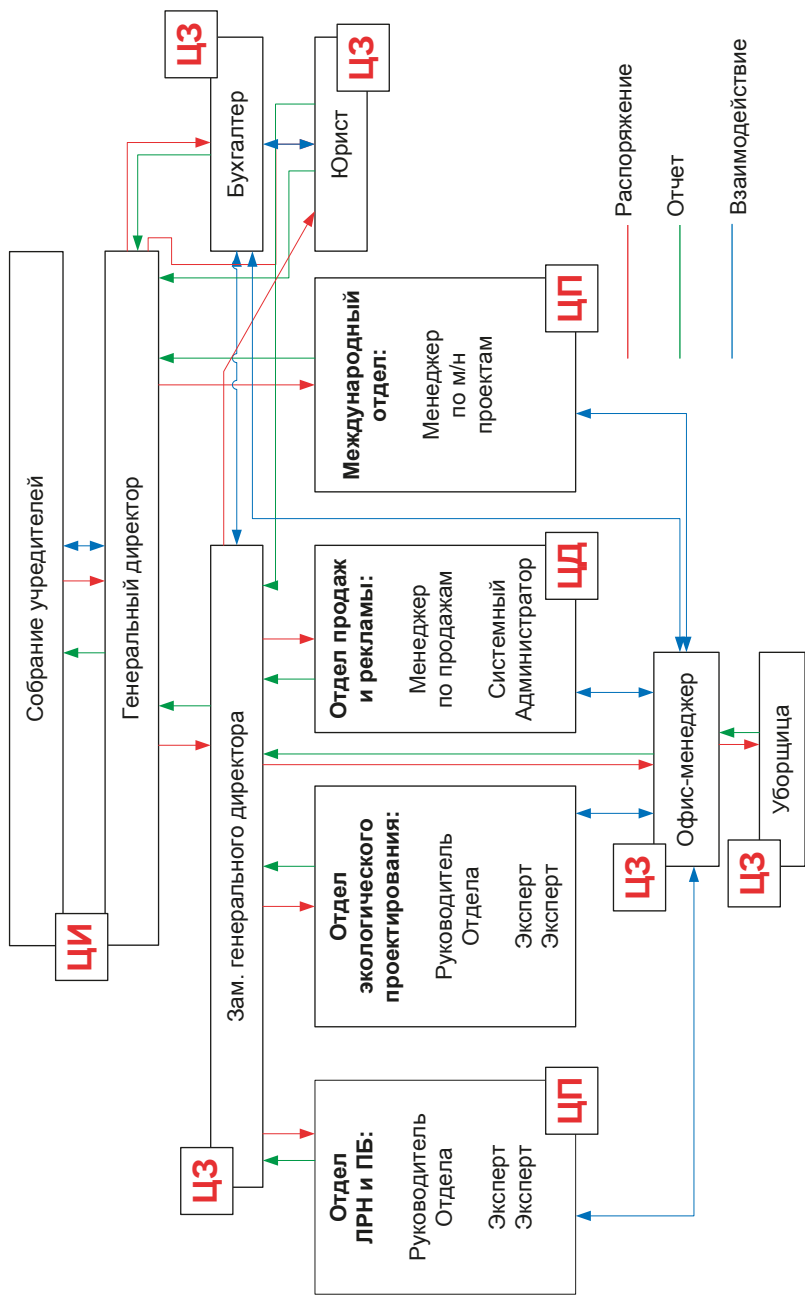 Собрание учредителей
ЦИ
Генеральный директор
Зам. генерального директора
ЦЗ
Бухгалтер
ЦЗ
Юрист
ЦЗ
Отдел
ЛРН и ПБ:
Руководитель
Отдела
Эксперт
Эксперт
ЦП
Отдел
экологического
проектирования:
Руководитель
Отдела
Эксперт
Эксперт
Отдел продаж
и рекламы:
Менеджер
по продажам
Системный
Администратор
ЦД
Международный
отдел:
Менеджер
по м/н
проектам
ЦП
ЦЗ
Офис-менеджер
ЦЗ
Уборщица
Распоряжение
Отчет
Взаимодействие